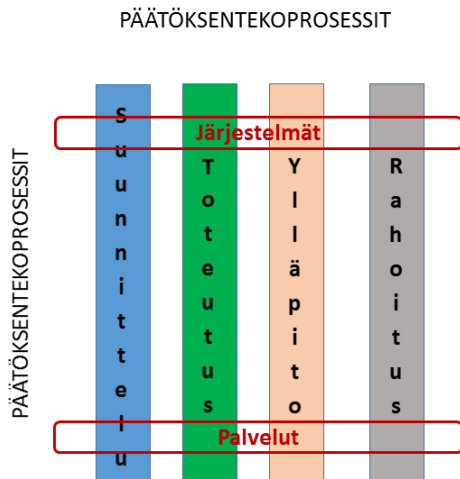 PÄÄTÖKSENTEKOPROSESSIT
PÄÄTÖKSENTEKOPROSESSIT
Järjestelmät
Suunnittelu
Toteutus
Ylläpito
Rahoitus
Palvelut